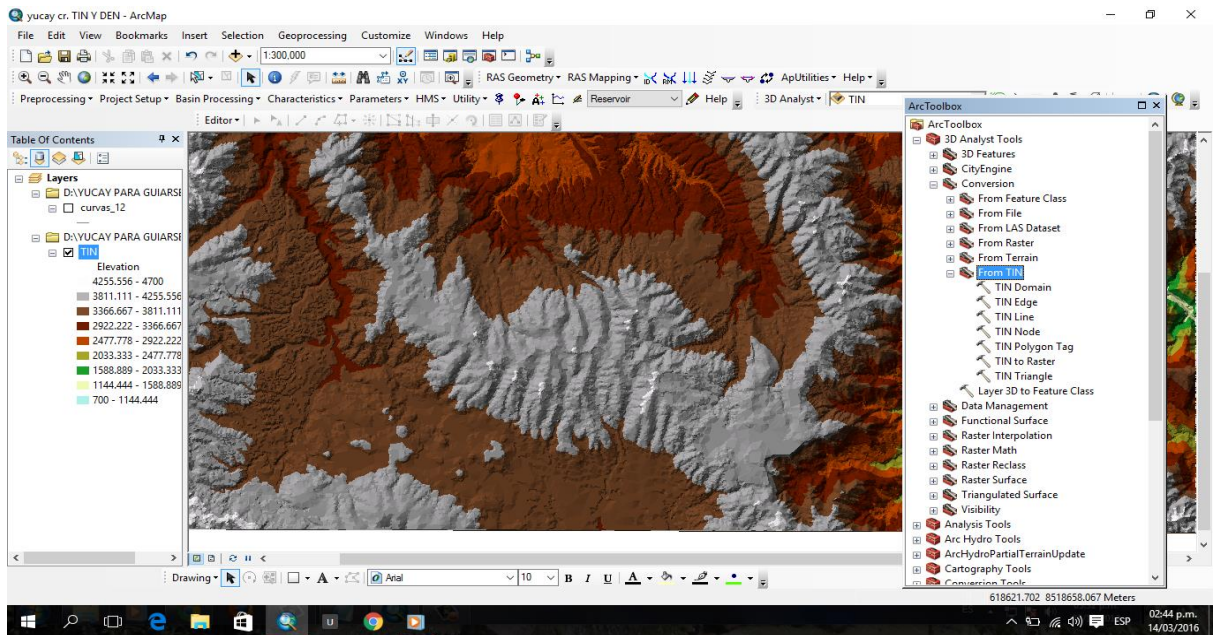 yucay cr. TIN Y DEN - ArcMap
File Edit View Bookmarks Insert Selection Geoprocessing Customize Windows Help
1:300,000
RAS Geometry RAS Mapping ApUtilities Help
Preprocessing Project Setup Basin Processing Characteristics Parameters HMS Utility Reservoir Help 3D Analyst TIN
Editor
Table Of Contents
Layers
D:\YUCAY PARA GUIARSE
curvas_12
D:\YUCAY PARA GUIARSE
TIN
Elevation
4255.556 - 4700
3811.111 - 4255.556
3366.667 - 3811.111
2922.222 - 3366.667
2477.778 - 2922.222
2033.333 - 2477.778
1588.889 - 2033.333
1144.444 - 1588.889
700 - 1144.444
ArcToolbox
ArcToolbox
3D Analyst Tools
3D Features
CityEngine
Conversion
From Feature Class
From File
From LAS Dataset
From Raster
From Terrain
From TIN
TIN Domain
TIN Edge
TIN Line
TIN Node
TIN Polygon Tag
TIN to Raster
TIN Triangle
Layer 3D to Feature Class
Data Management
Functional Surface
Raster Interpolation
Raster Math
Raster Reclass
Raster Surface
Triangulated Surface
Visibility
Analysis Tools
Arc Hydro Tools
ArcHydroPartialTerrainUpdate
Cartography Tools
Conversion Tools
Drawing A Arial 10 B I U A
618621.702 8518658.067 Meters
ESP
02:44 p.m.
14/03/2016